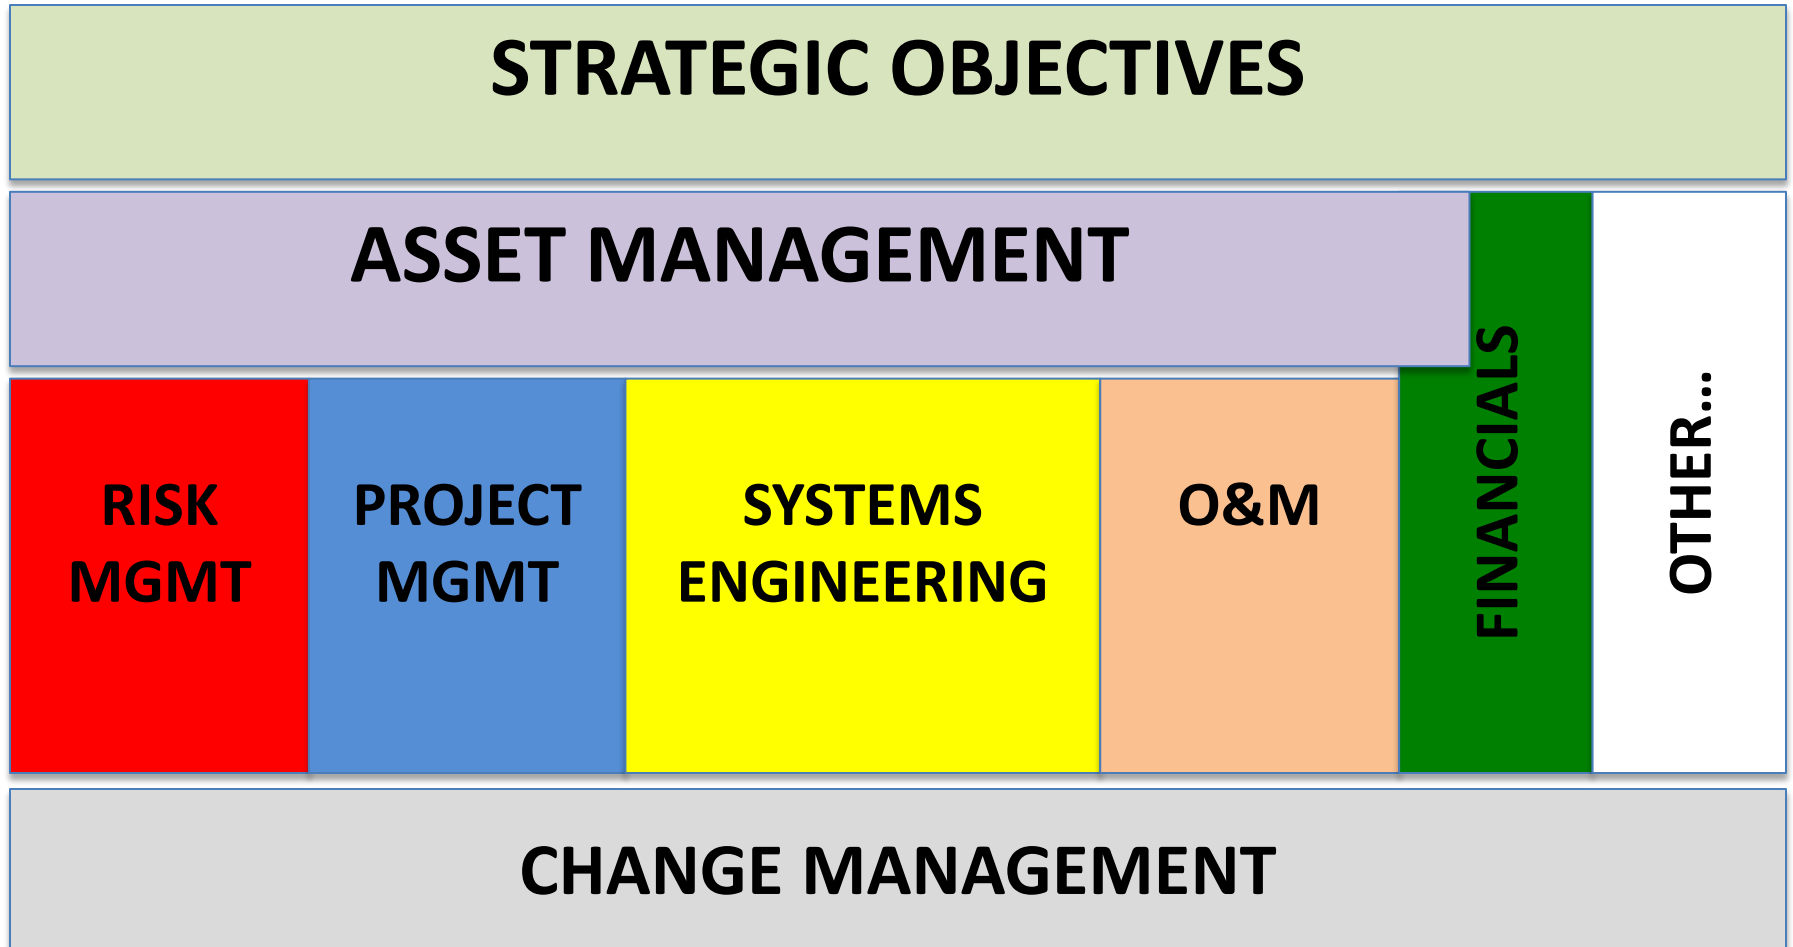 STRATEGIC OBJECTIVES
ASSET MANAGEMENT
RISK
MGMT
PROJECT
MGMT
SYSTEMS
ENGINEERING
O&M
FINANCIALS
OTHER...
CHANGE MANAGEMENT